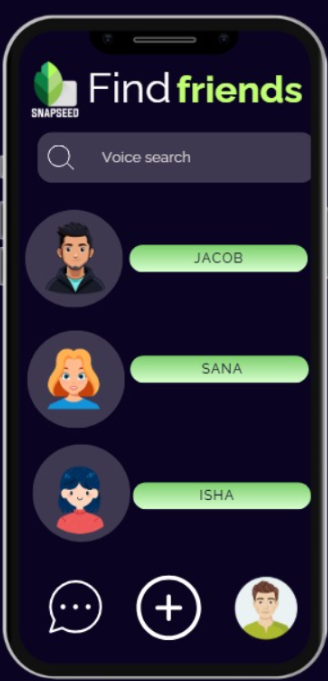 Find friends
SNAPSEED
Voice search
JACOB
SANA
ISHA